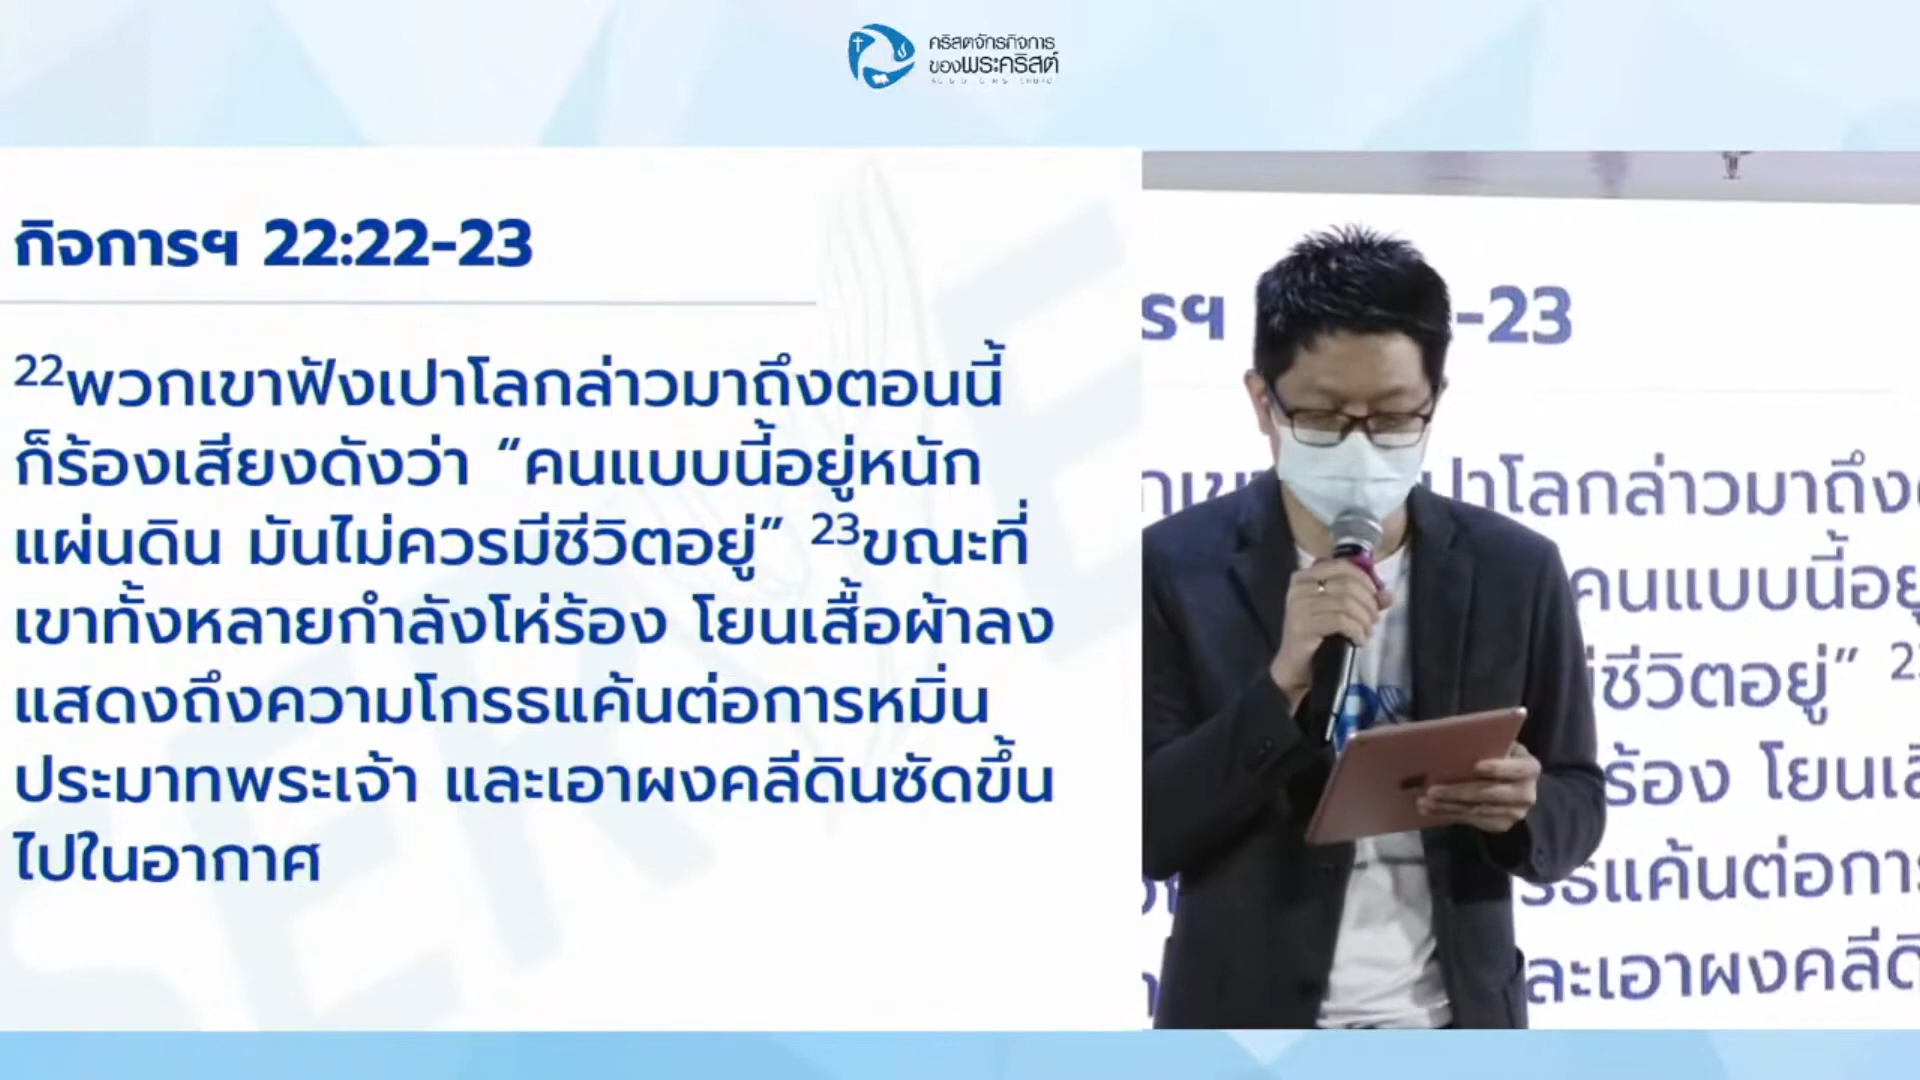 คริสตจักรกิจการ
ของพระคริสต์
กิจการฯ 22:22-23
22พวกเขาฟังเปาโลกล่าวมาถึงตอนนี้
ก็ร้องเสียงดังว่า “คนแบบนี้อยู่หนัก
แผ่นดิน มันไม่ควรมีชีวิตอยู่” 23ขณะที่
เขาทั้งหลายกำลังโห่ร้อง โยนเสื้อผ้าลง
แสดงถึงความโกรธแค้นต่อการหมิ่น
ประมาทพระเจ้า และเอาผงคลีดินซัดขึ้น
ไปในอากาศ
รฯ -23
ปาโลกล่าวมาถึง
คนแบบนี้อยู่
มีชีวิตอยู่” 23
ร้อง โยนเสื้
รธแค้นต่อการ
ละเอาผงคลีดิ